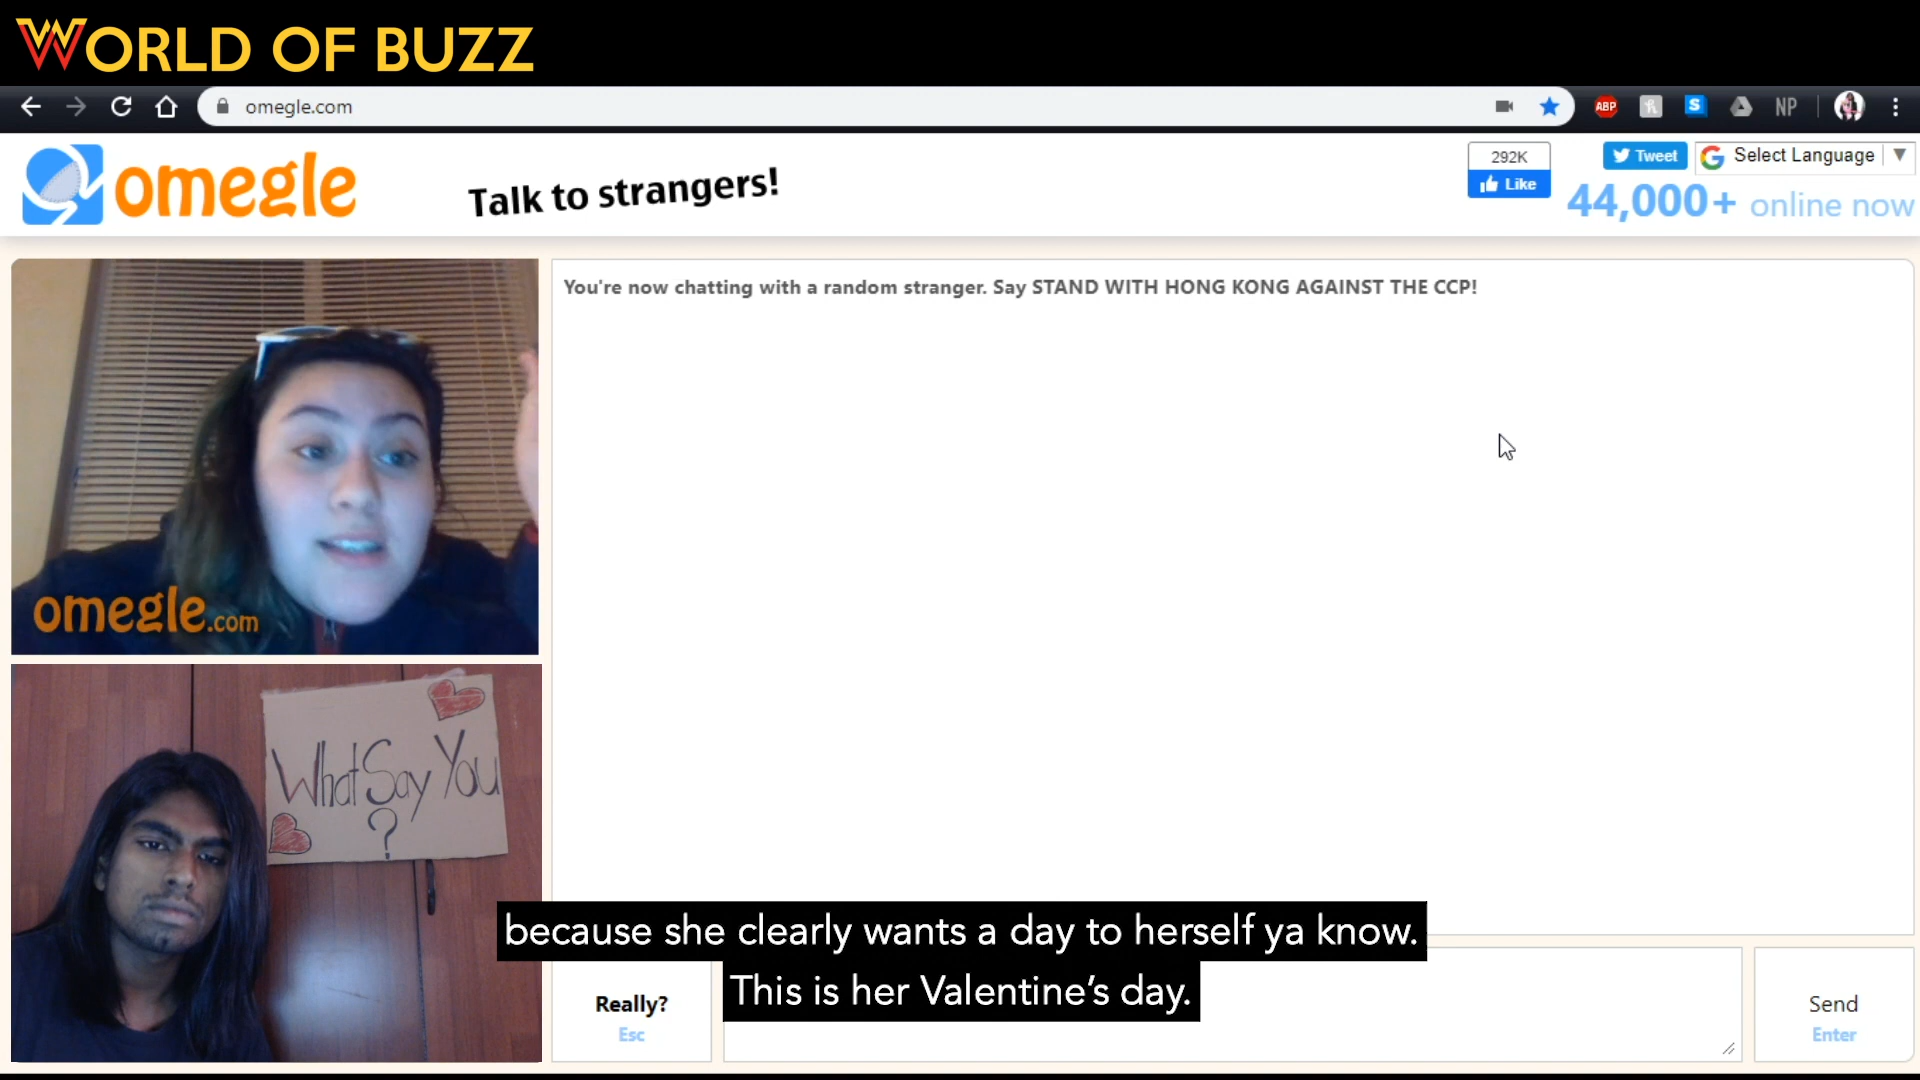 WORLD OF BUZZ
omegle.com
ABP
S
NP
omegle
Talk to strangers!
292K
Like
Tweet
Select Language
44,000+ online now
You're now chatting with a random stranger. Say STAND WITH HONG KONG AGAINST THE CCP!
omegle.com
What Say You
?
because she clearly wants a day to herself ya know.
This is her Valentine's day.
Really?
Esc
Send
Enter